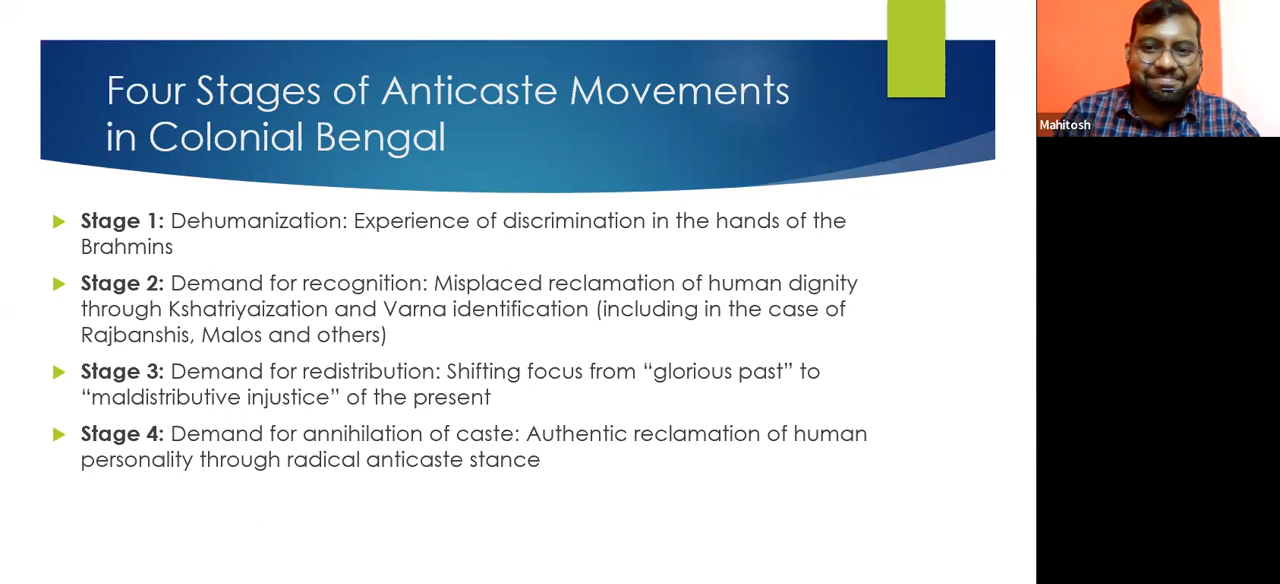 Four Stages of Anticaste Movements
in Colonial Bengal
Stage 1: Dehumanization: Experience of discrimination in the hands of the
Brahmins
Stage 2: Demand for recognition: Misplaced reclamation of human dignity
through Kshatriyaization and Varna identification (including in the case of
Rajbanshis, Malos and others)
Stage 3: Demand for redistribution: Shifting focus from “glorious past” to
“maldistributive injustice” of the present
Stage 4: Demand for annihilation of caste: Authentic reclamation of human
personality through radical anticaste stance
Mahitosh